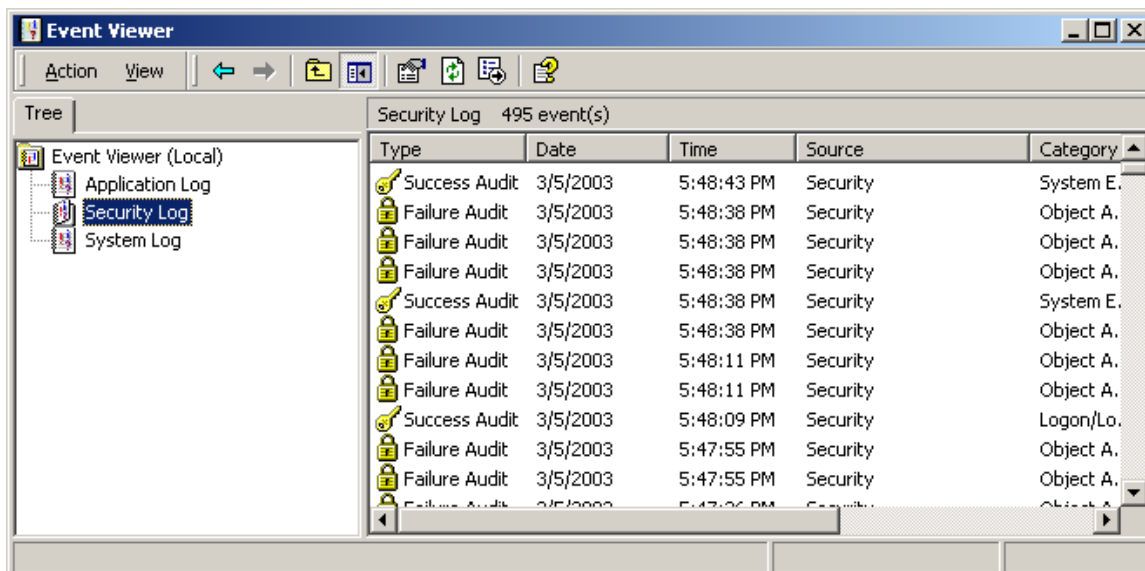 Event Viewer
Action View
Tree
Security Log 495 event(s)
Event Viewer (Local)
Application Log
Security Log
System Log
Type Date Time Source Category
Success Audit 3/5/2003 5:48:43 PM Security System E.
Failure Audit 3/5/2003 5:48:38 PM Security Object A.
Failure Audit 3/5/2003 5:48:38 PM Security Object A.
Failure Audit 3/5/2003 5:48:38 PM Security Object A.
Success Audit 3/5/2003 5:48:38 PM Security System E.
Failure Audit 3/5/2003 5:48:38 PM Security Object A.
Failure Audit 3/5/2003 5:48:11 PM Security Object A.
Failure Audit 3/5/2003 5:48:11 PM Security Object A.
Success Audit 3/5/2003 5:48:09 PM Security Logon/Lo.
Failure Audit 3/5/2003 5:47:55 PM Security Object A.
Failure Audit 3/5/2003 5:47:55 PM Security Object A.